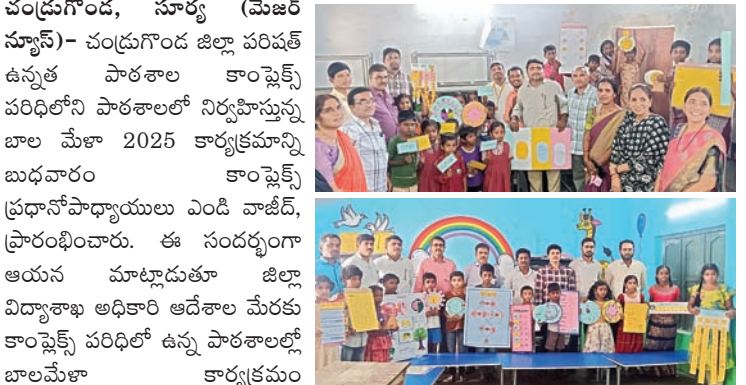 చండ్రుగొండ, సూర్య (మేజర్
న్యూస్)- చండ్రుగొండ జిల్లా పరిషత్
ఉన్నత పాఠశాల కాంప్లెక్స్
పరిధిలోని పాఠశాలలో నిర్వహిస్తున్న
బాల మేళా 2025 కార్యక్రమాన్ని
బుధవారం కాంప్లెక్స్
ప్రధానోపాధ్యాయులు ఎండి వాజీద్,
ప్రారంభించారు. ఈ సందర్భంగా
ఆయన మాట్లాడుతూ జిల్లా
విద్యాశాఖ అధికారి ఆదేశాల మేరకు
కాంప్లెక్స్ పరిధిలో ఉన్న పాఠశాలల్లో
బాలమేళా కార్యక్రమం